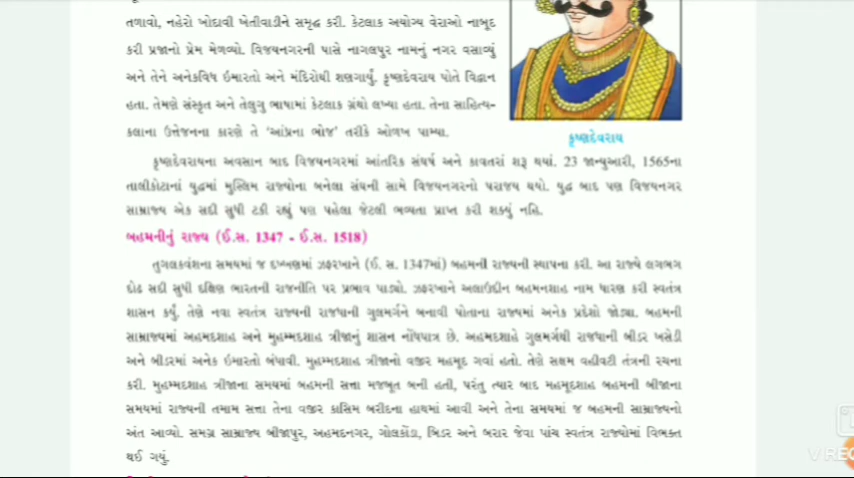 તળાવો, નહેરો ખોદાવી ખેતીવાડીને સમૃદ્ધ કરી. કેટલાક અયોગ્ય વેરાઓ નાબૂદ
કરી પ્રજાનો પ્રેમ મેળવ્યો. વિજયનગરની પાસે નાગલપુર નામનું નગર વસાવ્યું
અને તેને અનેકવિધ ઇમારતો અને મંદિરોથી શણગાર્યું. કૃષ્ણદેવરાય પોતે વિદ્વાન
હતા. તેમણે સંસ્કૃત અને તેલુગુ ભાષામાં કેટલાક ગ્રંથો લખ્યા હતા. તેના સાહિત્ય-
કલાના ઉત્તેજનના કારણે તે ‘આંધ્રના ભોજ’ તરીકે ઓળખ પામ્યા.
કૃષ્ણદેવરાય
કૃષ્ણદેવરાયના અવસાન બાદ વિજયનગરમાં આંતરિક સંઘર્ષ અને કાવતરાં શરૂ થયાં. 23 જાન્યુઆરી, 1565ના
તાલીકોટાનાં યુદ્ધમાં મુસ્લિમ રાજ્યોના બનેલા સંઘની સામે વિજયનગરનો પરાજય થયો. યુદ્ધ બાદ પણ વિજયનગર
સામ્રાજ્ય એક સદી સુધી ટકી રહ્યું પણ પહેલા જેટલી ભવ્યતા પ્રાપ્ત કરી શક્યું નહિ.
બહમનીનું રાજ્ય (ઈ.સ. 1347 - ઈ.સ. 1518)
તુગલકવંશના સમયમાં જ દખ્ખણમાં ઝફરખાને (ઈ. સ. 1347માં) બહમની રાજ્યની સ્થાપના કરી. આ રાજ્યે લગભગ
દોઢ સદી સુધી દક્ષિણ ભારતની રાજનીતિ પર પ્રભાવ પાડ્યો. ઝફરખાને અલાઉદ્દીન બહમનશાહ નામ ધારણ કરી સ્વતંત્ર
શાસન કર્યું. તેણે નવા સ્વતંત્ર રાજ્યની રાજધાની ગુલમર્ગને બનાવી પોતાના રાજ્યમાં અનેક પ્રદેશો જોડ્યા. બહમની
સામ્રાજ્યમાં અહમદશાહ અને મુહમ્મદશાહ ત્રીજાનું શાસન નોંધપાત્ર છે. અહમદશાહે ગુલમર્ગથી રાજધાની બીડર ખસેડી
અને બીડરમાં અનેક ઇમારતો બંધાવી. મુહમ્મદશાહ ત્રીજાનો વજીર મહમૂદ ગવાં હતો. તેણે સક્ષમ વહીવટી તંત્રની રચના
કરી. મુહમ્મદશાહ ત્રીજાના સમયમાં બહમની સત્તા મજબૂત બની હતી, પરંતુ ત્યાર બાદ મહમૂદશાહ બહમની બીજાના
સમયમાં રાજ્યની તમામ સત્તા તેના વજીર કાસિમ બરીદના હાથમાં આવી અને તેના સમયમાં જ બહમની સામ્રાજ્યનો
અંત આવ્યો. સમગ્ર સામ્રાજ્ય બીજાપુર, અહમદનગર, ગોલકોંડા, બિડર અને બરાર જેવા પાંચ સ્વતંત્ર રાજ્યોમાં વિભક્ત
થઈ ગયું.
V REC